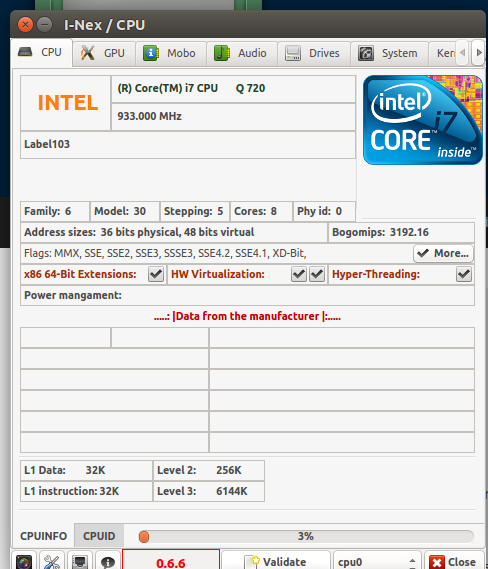 I-Nex / CPU
CPU GPU Mobo Audio Drives System Ker
INTEL
(R) Core(TM) i7 CPU Q 720
933.000 MHz
Label103
intel
CORE i7
inside™
Family: 6 Model: 30 Stepping: 5 Cores: 8 Phy id: 0
Address sizes: 36 bits physical, 48 bits virtual Bogomips: 3192.16
Flags: MMX, SSE, SSE2, SSE3, SSSE3, SSE4.2, SSE4.1, XD-Bit, More...
x86 64-Bit Extensions: HW Virtualization: Hyper-Threading:
Power mangament:
.....: |Data from the manufacturer |:.....
L1 Data: 32K Level 2: 256K
L1 instruction: 32K Level 3: 6144K
CPUINFO CPUID 3%
0.6.6 Validate cpu0 Close